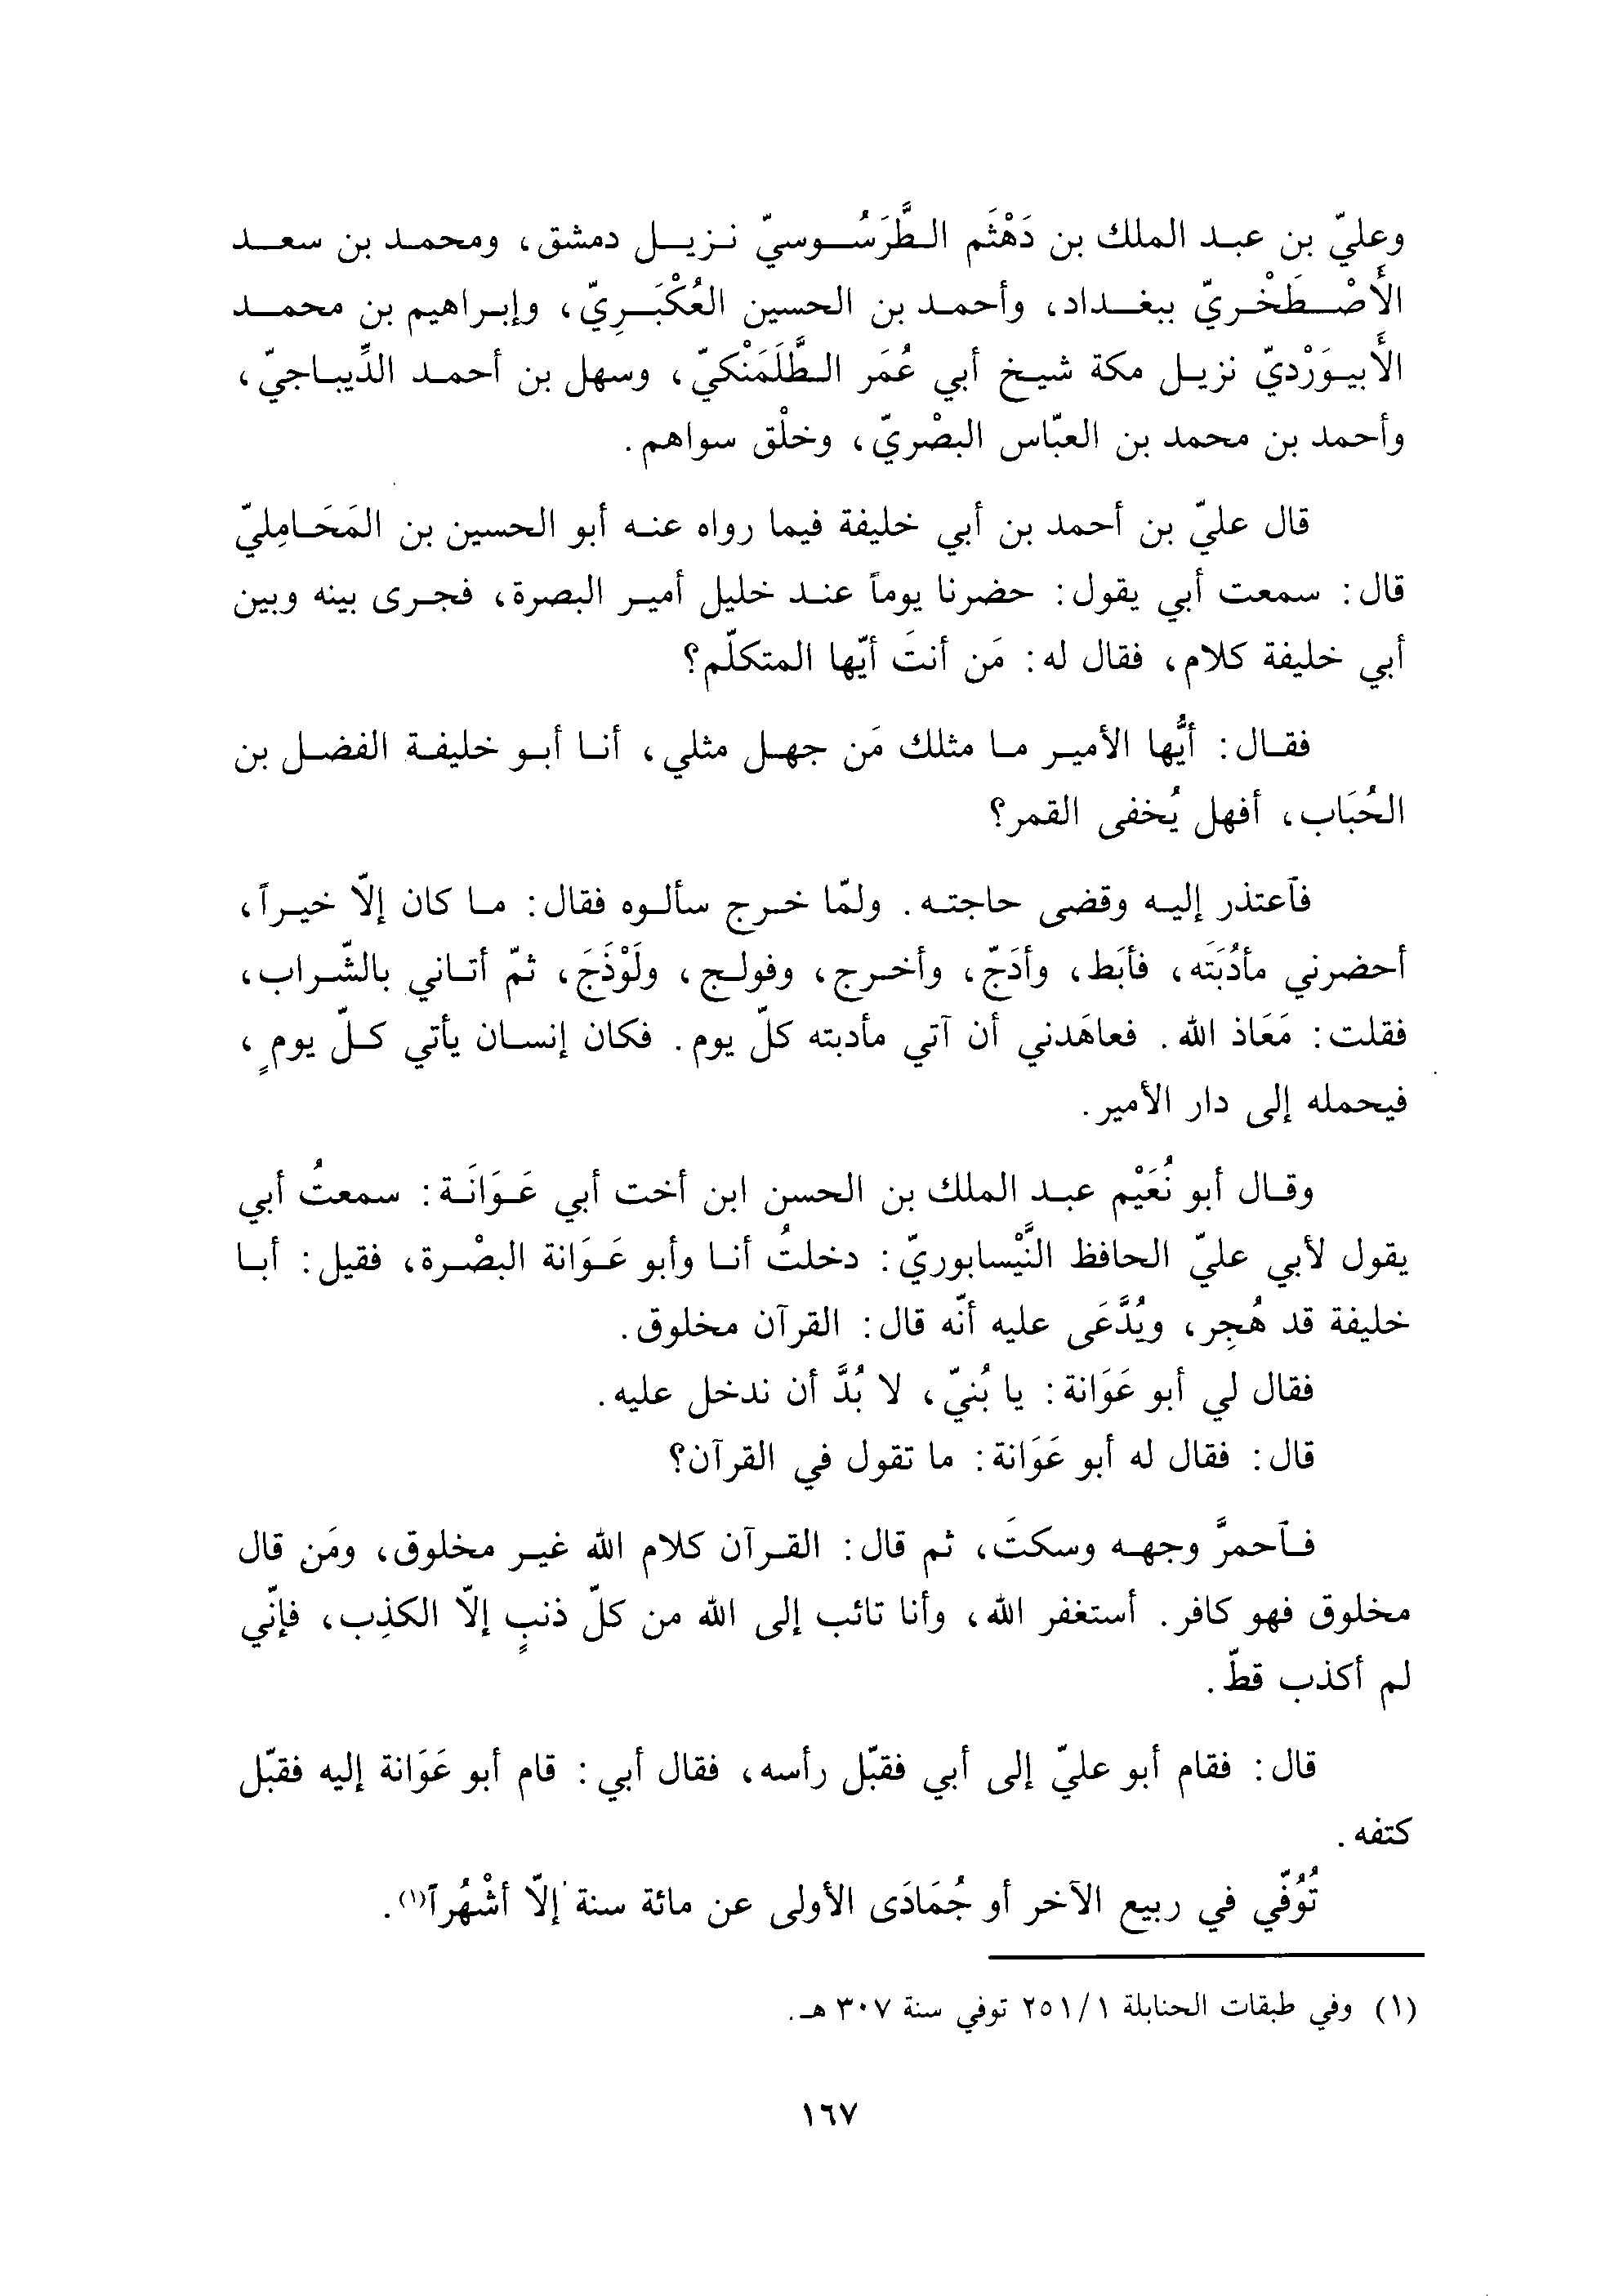 وعليّ بن عبد الملك بن دَهْثَم الطَّرَسُوسيّ نزيل دمشق، ومحمد بن سعد
الأَصْطَخْريّ ببغداد، وأحمد بن الحسين العُكْبَرِيّ، وإبراهيم بن محمد
الأَبيوَرْديّ نزيل مكة شيخ أبي عُمَر الطَّلَمَنْكيّ، وسهل بن أحمد الدِّيباجيّ،
وأحمد بن محمد بن العبّاس البصْريّ، وخلْق سواهم.
قال عليّ بن أحمد بن أبي خليفة فيما رواه عنه أبو الحسين بن المَحَامِليّ
قال: سمعت أبي يقول: حضرنا يوماً عند خليل أمير البصرة، فجرى بينه وبين
أبي خليفة كلام، فقال له: مَن أنتَ أيّها المتكلّم؟
فقال: أيُّها الأمير ما مثلك مَن جهل مثلي، أنا أبو خليفة الفضل بن
الحُبَاب، أفهل يُخفى القمر؟
فاَعتذر إليه وقضى حاجته. ولمّا خرج سألوه فقال: ما كان إلّا خيراً،
أحضرني مأدُبَتَه، فأبَط، وأدَجّ، وأخرج، وفولج، ولَوْذَجَ، ثمّ أتاني بالشّراب،
فقلت: مَعَاذ الله. فعاهَدني أن آتي مأدبته كلّ يوم. فكان إنسان يأتي كلّ يومٍ،
فيحمله إلى دار الأمير.
وقال أبو نُعَيْم عبد الملك بن الحسن ابن أخت أبي عَوَانَة: سمعتُ أبي
يقول لأبي عليّ الحافظ النَّيْسابوريّ: دخلتُ أنا وأبو عَوَانة البصْرة، فقيل: أبا
خليفة قد هُجِر، ويُدَّعَى عليه أنّه قال: القرآن مخلوق.
فقال لي أبو عَوَانة: يا بُنيّ، لا بُدَّ أن ندخل عليه.
قال: فقال له أبو عَوَانة: ما تقول في القرآن؟
فاَحمرَّ وجهه وسكتَ، ثم قال: القرآن كلام الله غير مخلوق، ومَن قال
مخلوق فهو كافر. أستغفر الله، وأنا تائب إلى الله من كلّ ذنبٍ إلّا الكذِب، فإنّي
لم أكذب قطّ.
قال: فقام أبو عليّ إلى أبي فقبّل رأسه، فقال أبي: قام أبو عَوَانة إليه فقبّل
كتفه.
تُوُفّي في ربيع الآخر أو جُمَادَى الأولى عن مائة سنة إلّا أشْهُراً(١).
(١) وفي طبقات الحنابلة ٢٥١/١ توفي سنة ٣٠٧ هـ.
١٦٧